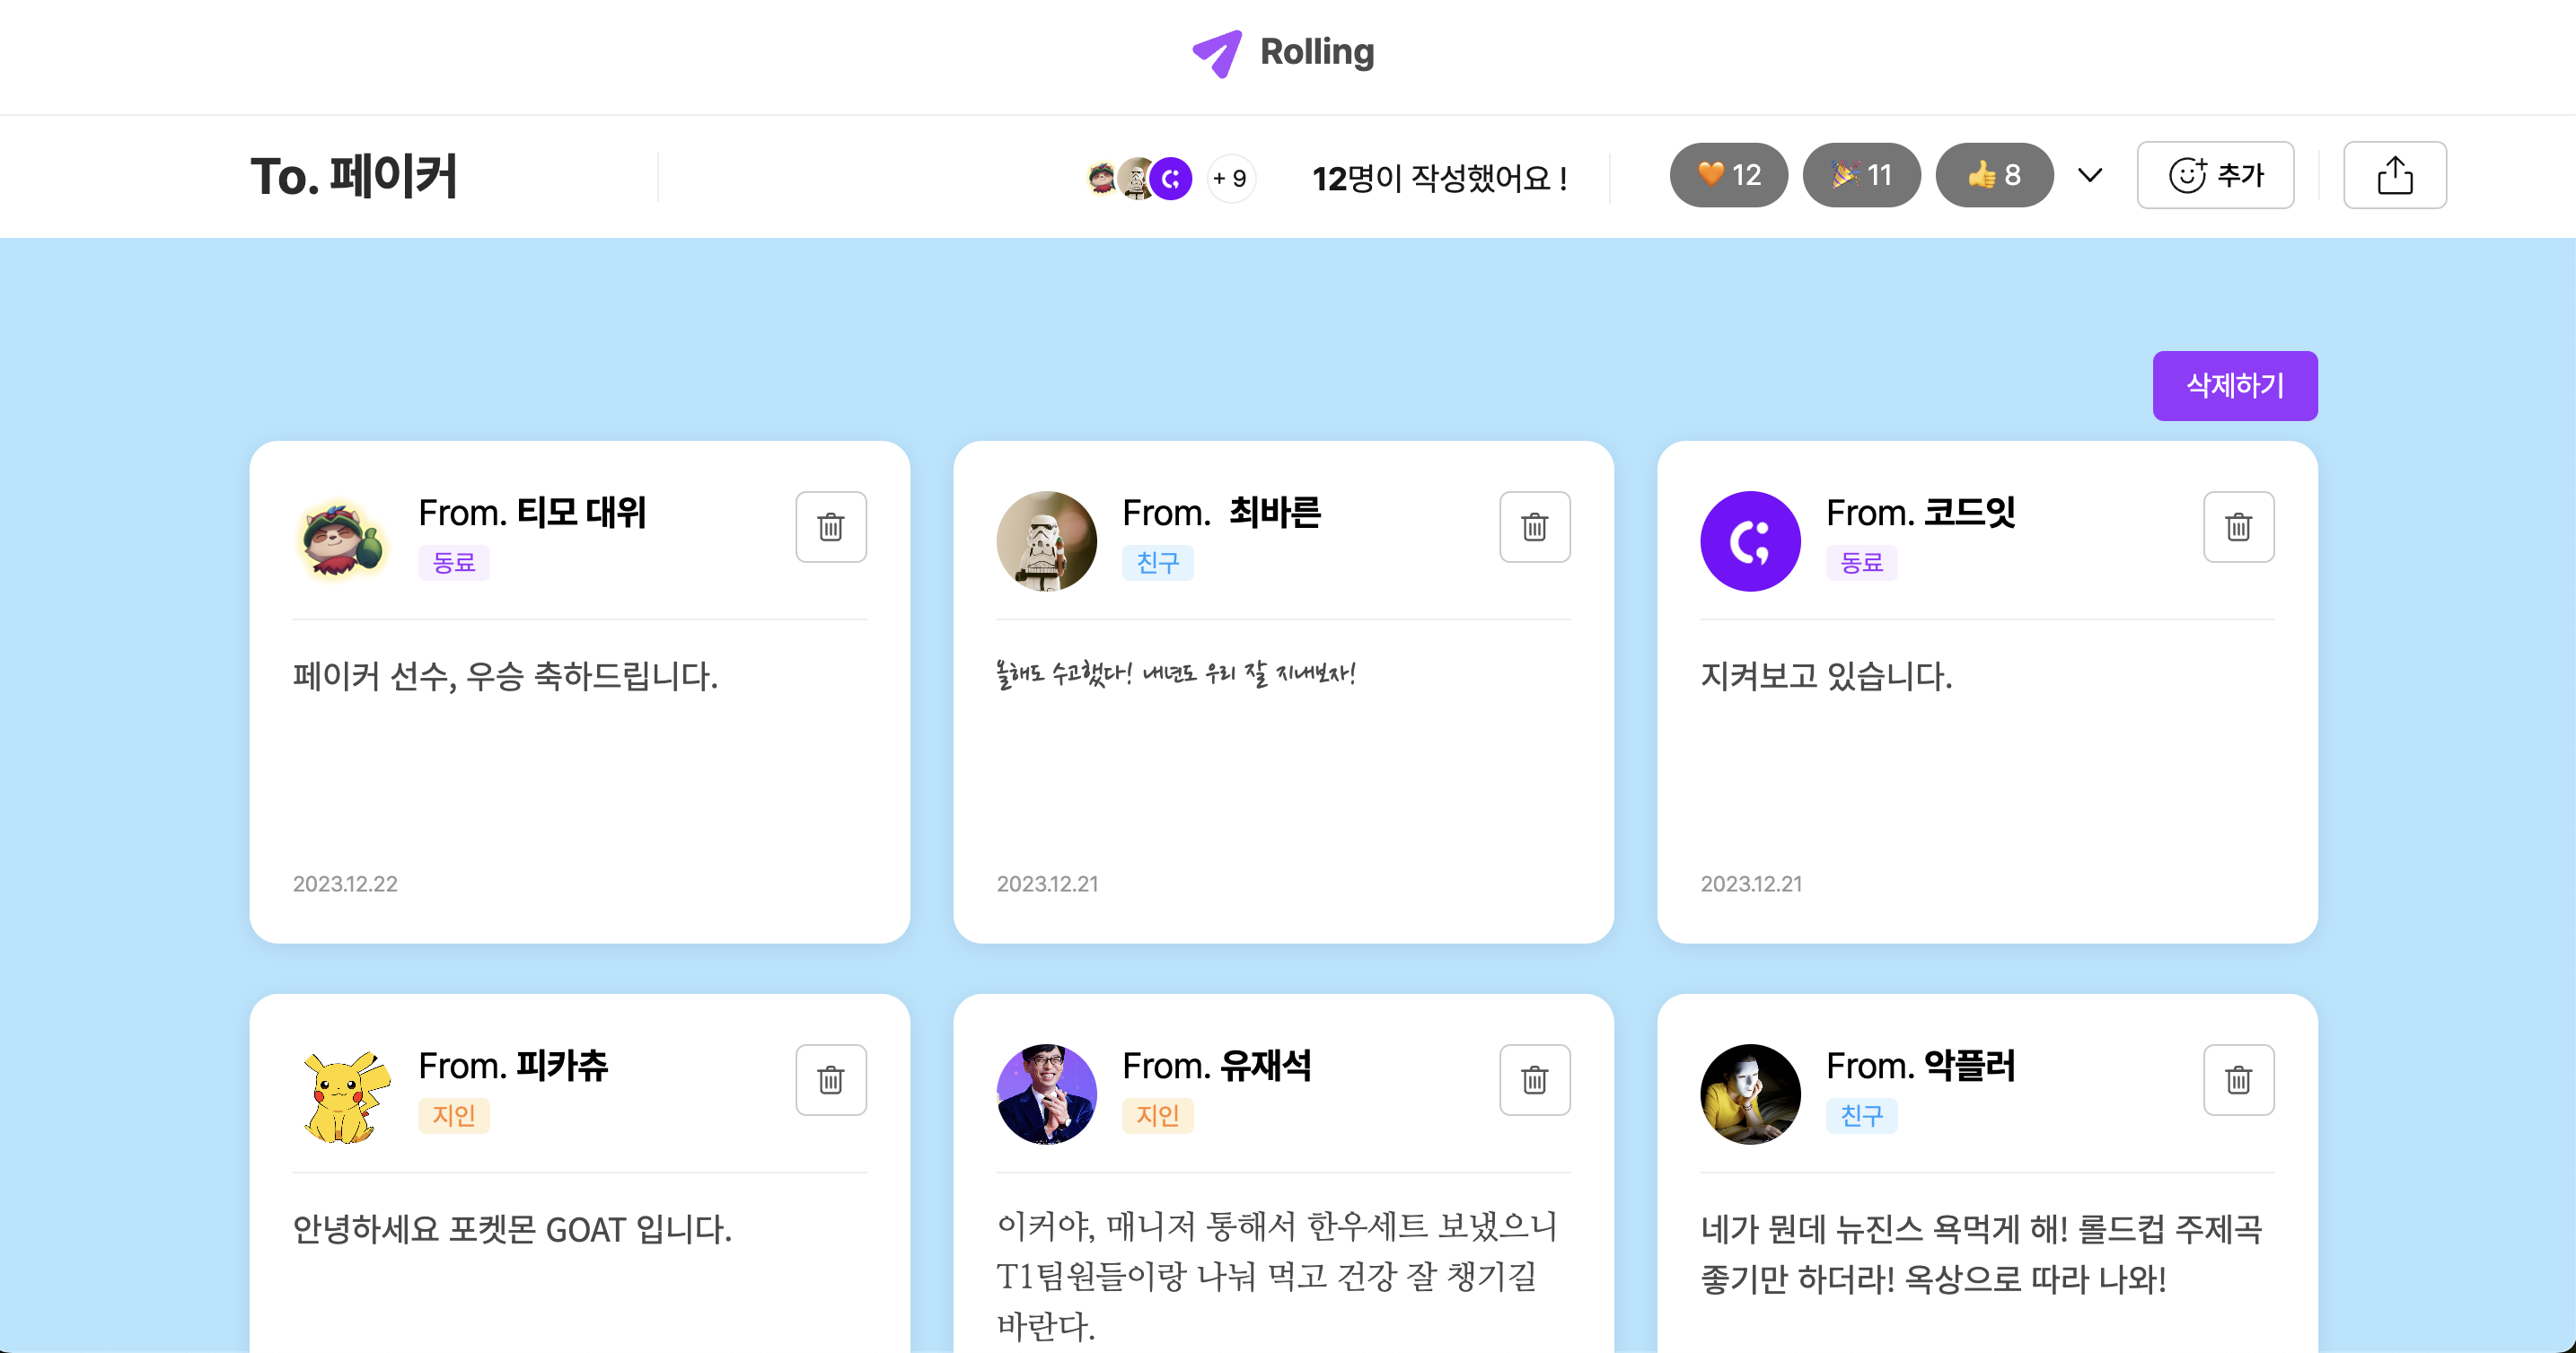 Rolling
To. 페이커
+ 9
12명이 작성했어요 !
🧡 12
🎉 11
👍 8
추가
삭제하기
From. 티모 대위
동료
페이커 선수, 우승 축하드립니다.
2023.12.22
From. 최바른
친구
올해도 수고했다! 내년도 우리 잘 지내보자!
2023.12.21
From. 코드잇
동료
지켜보고 있습니다.
2023.12.21
From. 피카츄
지인
안녕하세요 포켓몬 GOAT 입니다.
From. 유재석
지인
이커야, 매니저 통해서 한우세트 보냈으니
T1팀원들이랑 나눠 먹고 건강 잘 챙기길
바란다.
From. 악플러
친구
네가 뭔데 뉴진스 욕먹게 해! 롤드컵 주제곡
좋기만 하더라! 옥상으로 따라 나와!